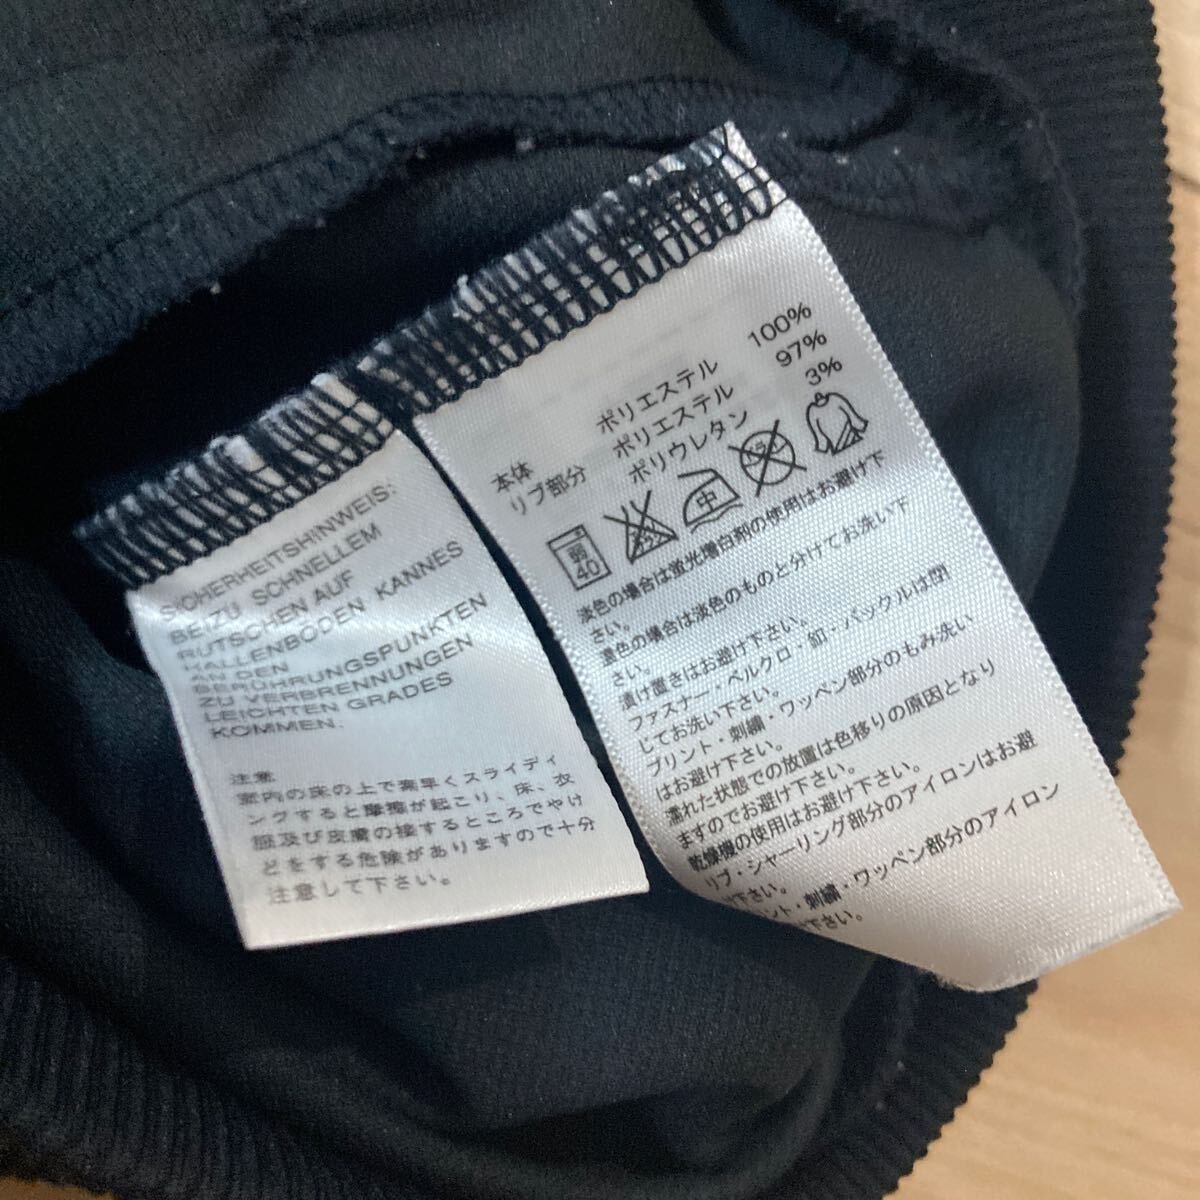 SICHERHEITSHINWEIS:
BEIZU SCHNELLEM
RUTSCHEN AUF
HALLENBÖDEN KANNES
AN DEN
BERÜHRUNGSPUNKTEN
ZU VERBRENNUNGEN
LEICHTEN GRADES
KOMMEN.
注意
室内の床の上で素早くスライディ
ングすると摩擦が起こり、床、衣
服及び皮膚の接するところでやけ
どをする危険がありますので十分
注意して下さい。
本体 ポリエステル 100%
リブ部分 ポリエステル 97%
ポリウレタン 3%
弱
40
中
淡色の場合は蛍光増白剤の使用はお避け下
さい。
濃色の場合は淡色のものと分けてお洗い下
さい。
漬け置きはお避け下さい。
ファスナー・ベルクロ・釦・バックルは閉
じてお洗い下さい。
プリント・刺繍・ワッペン部分のもみ洗い
はお避け下さい。
濡れた状態での放置は色移りの原因となり
ますのでお避け下さい。
乾燥機の使用はお避け下さい。
リブ・シャーリング部分のアイロンはお避
け下さい。
ント・刺繍・ワッペン部分のアイロン
下さい。